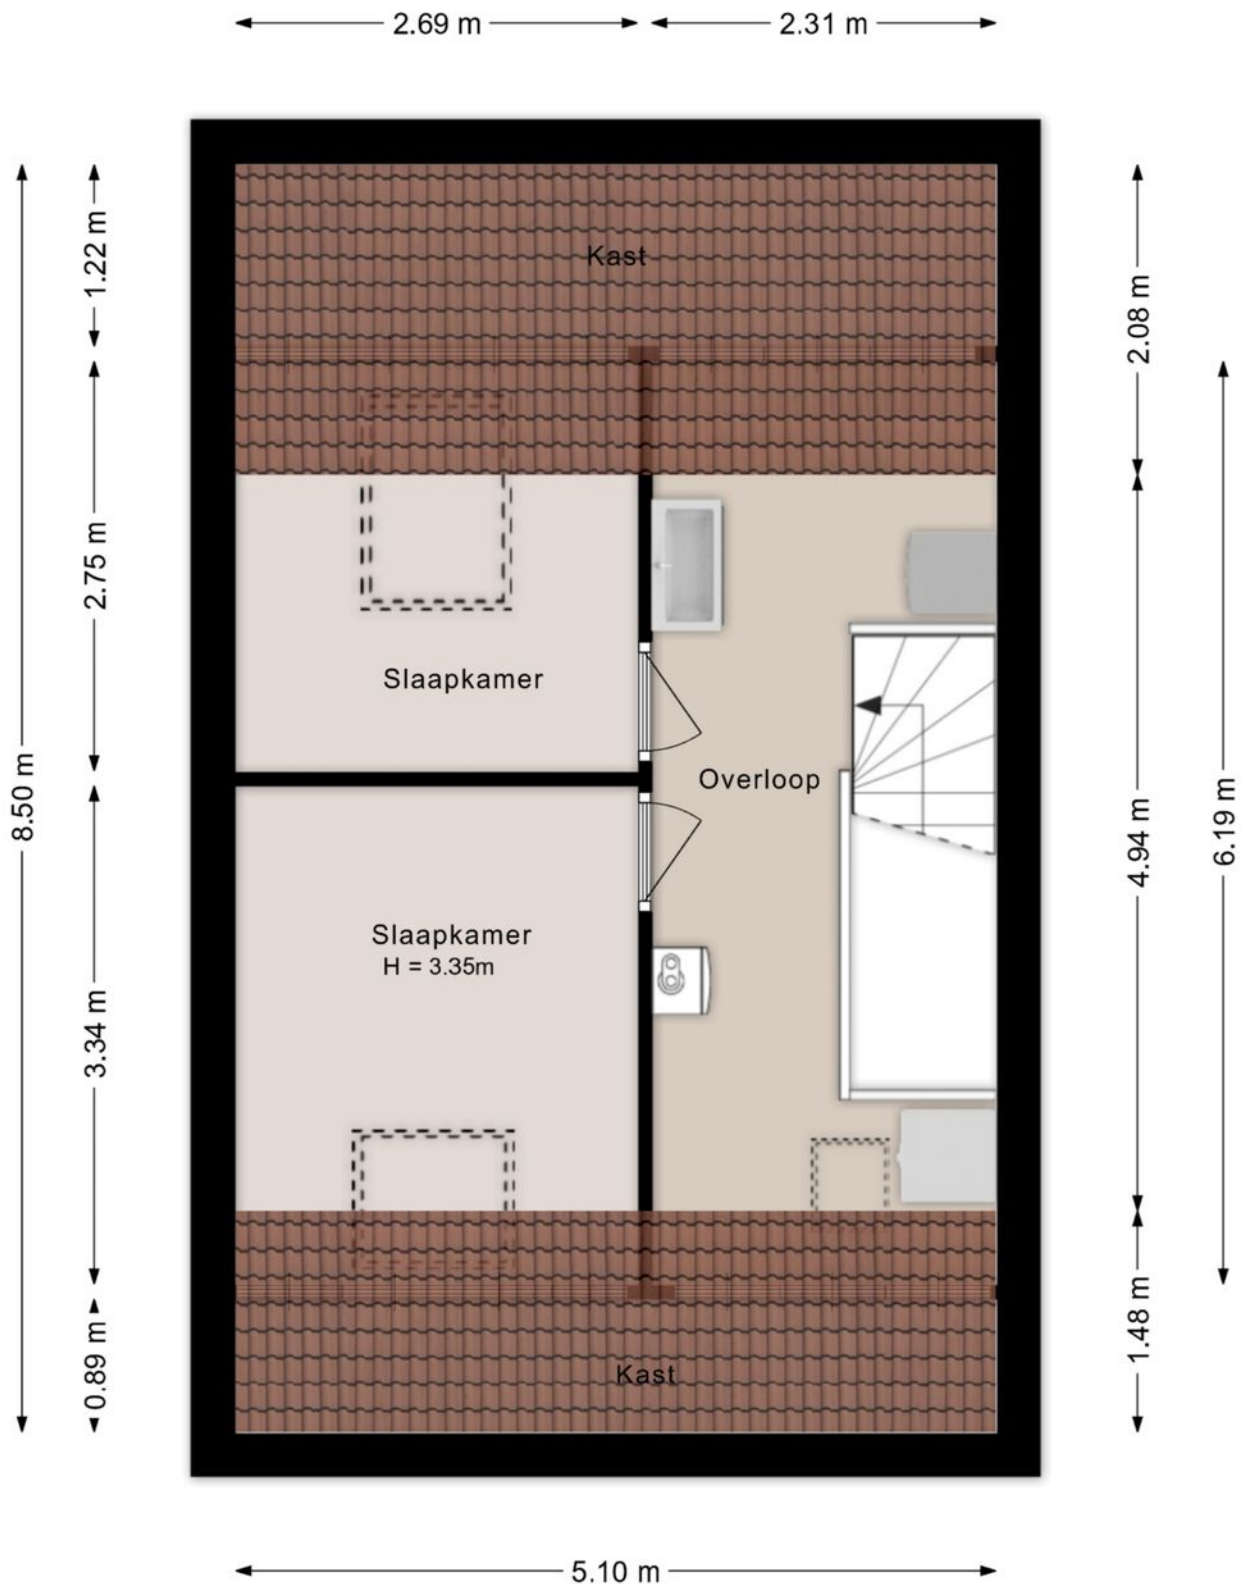 2.69 m
2.31 m
Kast
1.22 m
2.08 m
2.75 m
Slaapkamer
Overloop
8.50 m
4.94 m
6.19 m
Slaapkamer
H = 3.35m
3.34 m
0.89 m
1.48 m
Kast
5.10 m